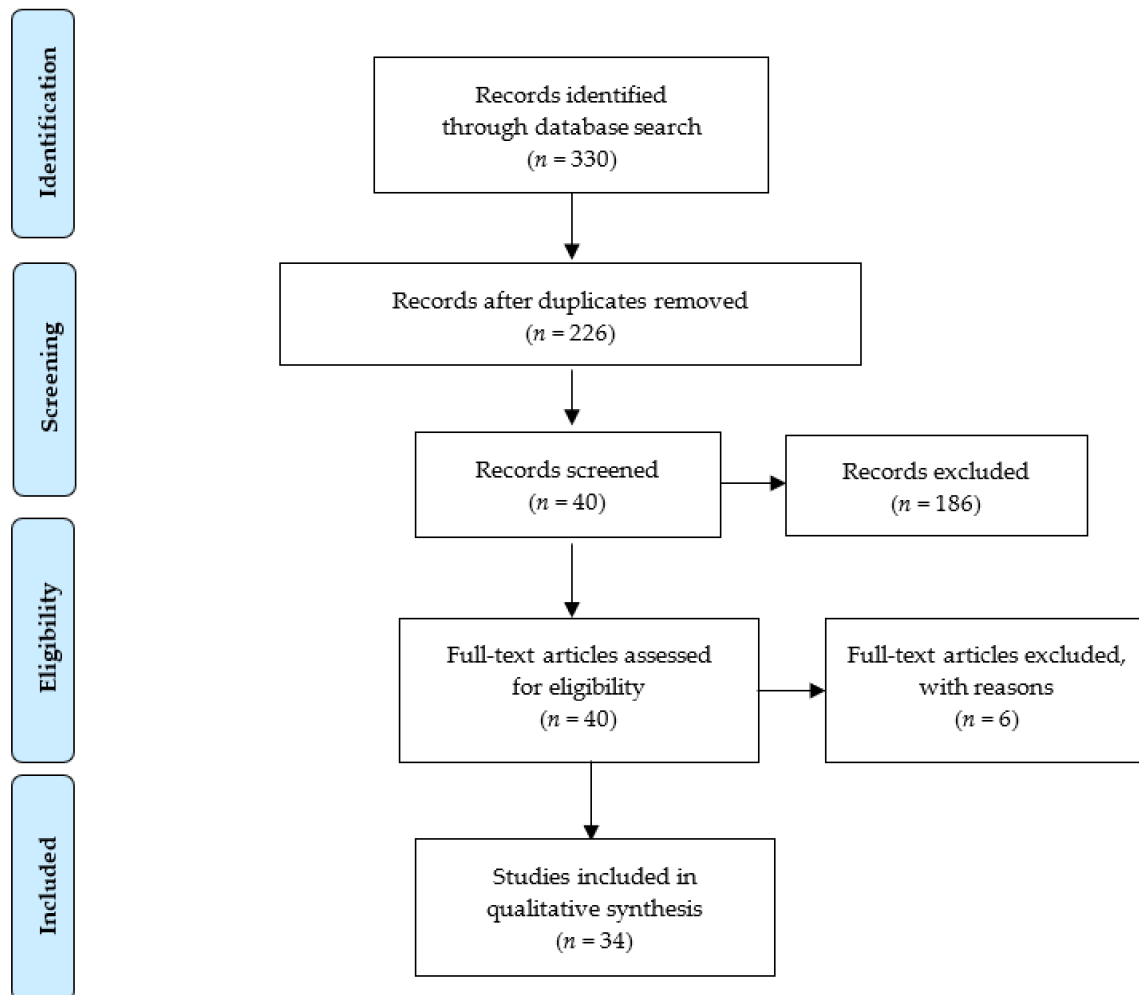 Identification
Records identified
through database search
(n = 330)
Screening
Records after duplicates removed
(n = 226)
Records screened
(n = 40)
Records excluded
(n = 186)
Eligibility
Full-text articles assessed
for eligibility
(n = 40)
Full-text articles excluded,
with reasons
(n = 6)
Included
Studies included in
qualitative synthesis
(n = 34)